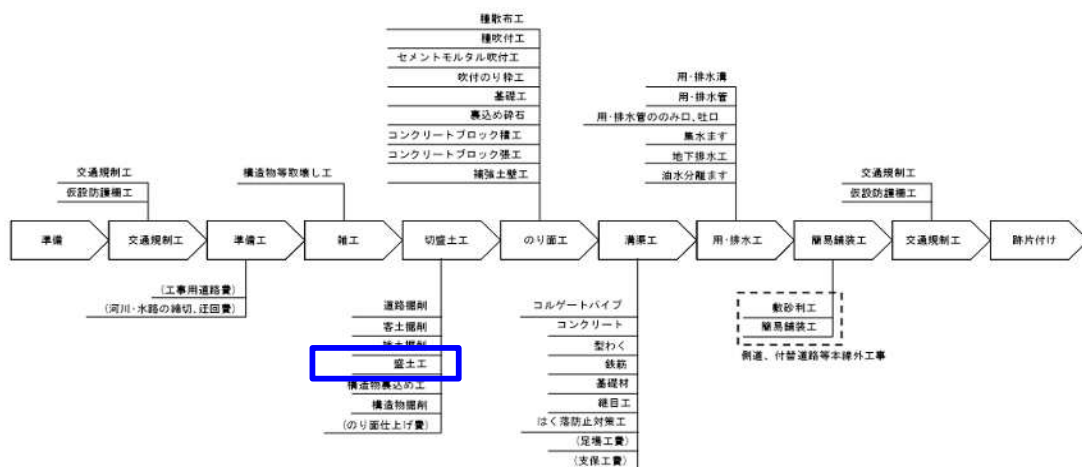 種散布工
種吹付工
セメントモルタル吹付工
吹付のり枠工
基礎工
裏込め砕石
コンクリートブロック積工
コンクリートブロック張工
補強土壁工
用・排水溝
用・排水管
用・排水管ののみ口、吐口
集水ます
地下排水工
油水分離ます
交通規制工
仮設防護柵工
構造物等取壊し工
交通規制工
仮設防護柵工
準備
交通規制工
準備工
雑工
切盛土工
のり面工
溝渠工
用・排水工
簡易舗装工
交通規制工
跡片付け
(工事用道路費)
(河川・水路の締切、迂回費)
道路掘削
客土掘削
土掘削
盛土工
構造物裏込め工
構造物掘削
(のり面仕上げ費)
コルゲートパイプ
コンクリート
型わく
鉄筋
基礎材
継目工
はく落防止対策工
(足場工費)
(支保工費)
敷砂利工
簡易舗装工
側道、付替道路等本線外工事